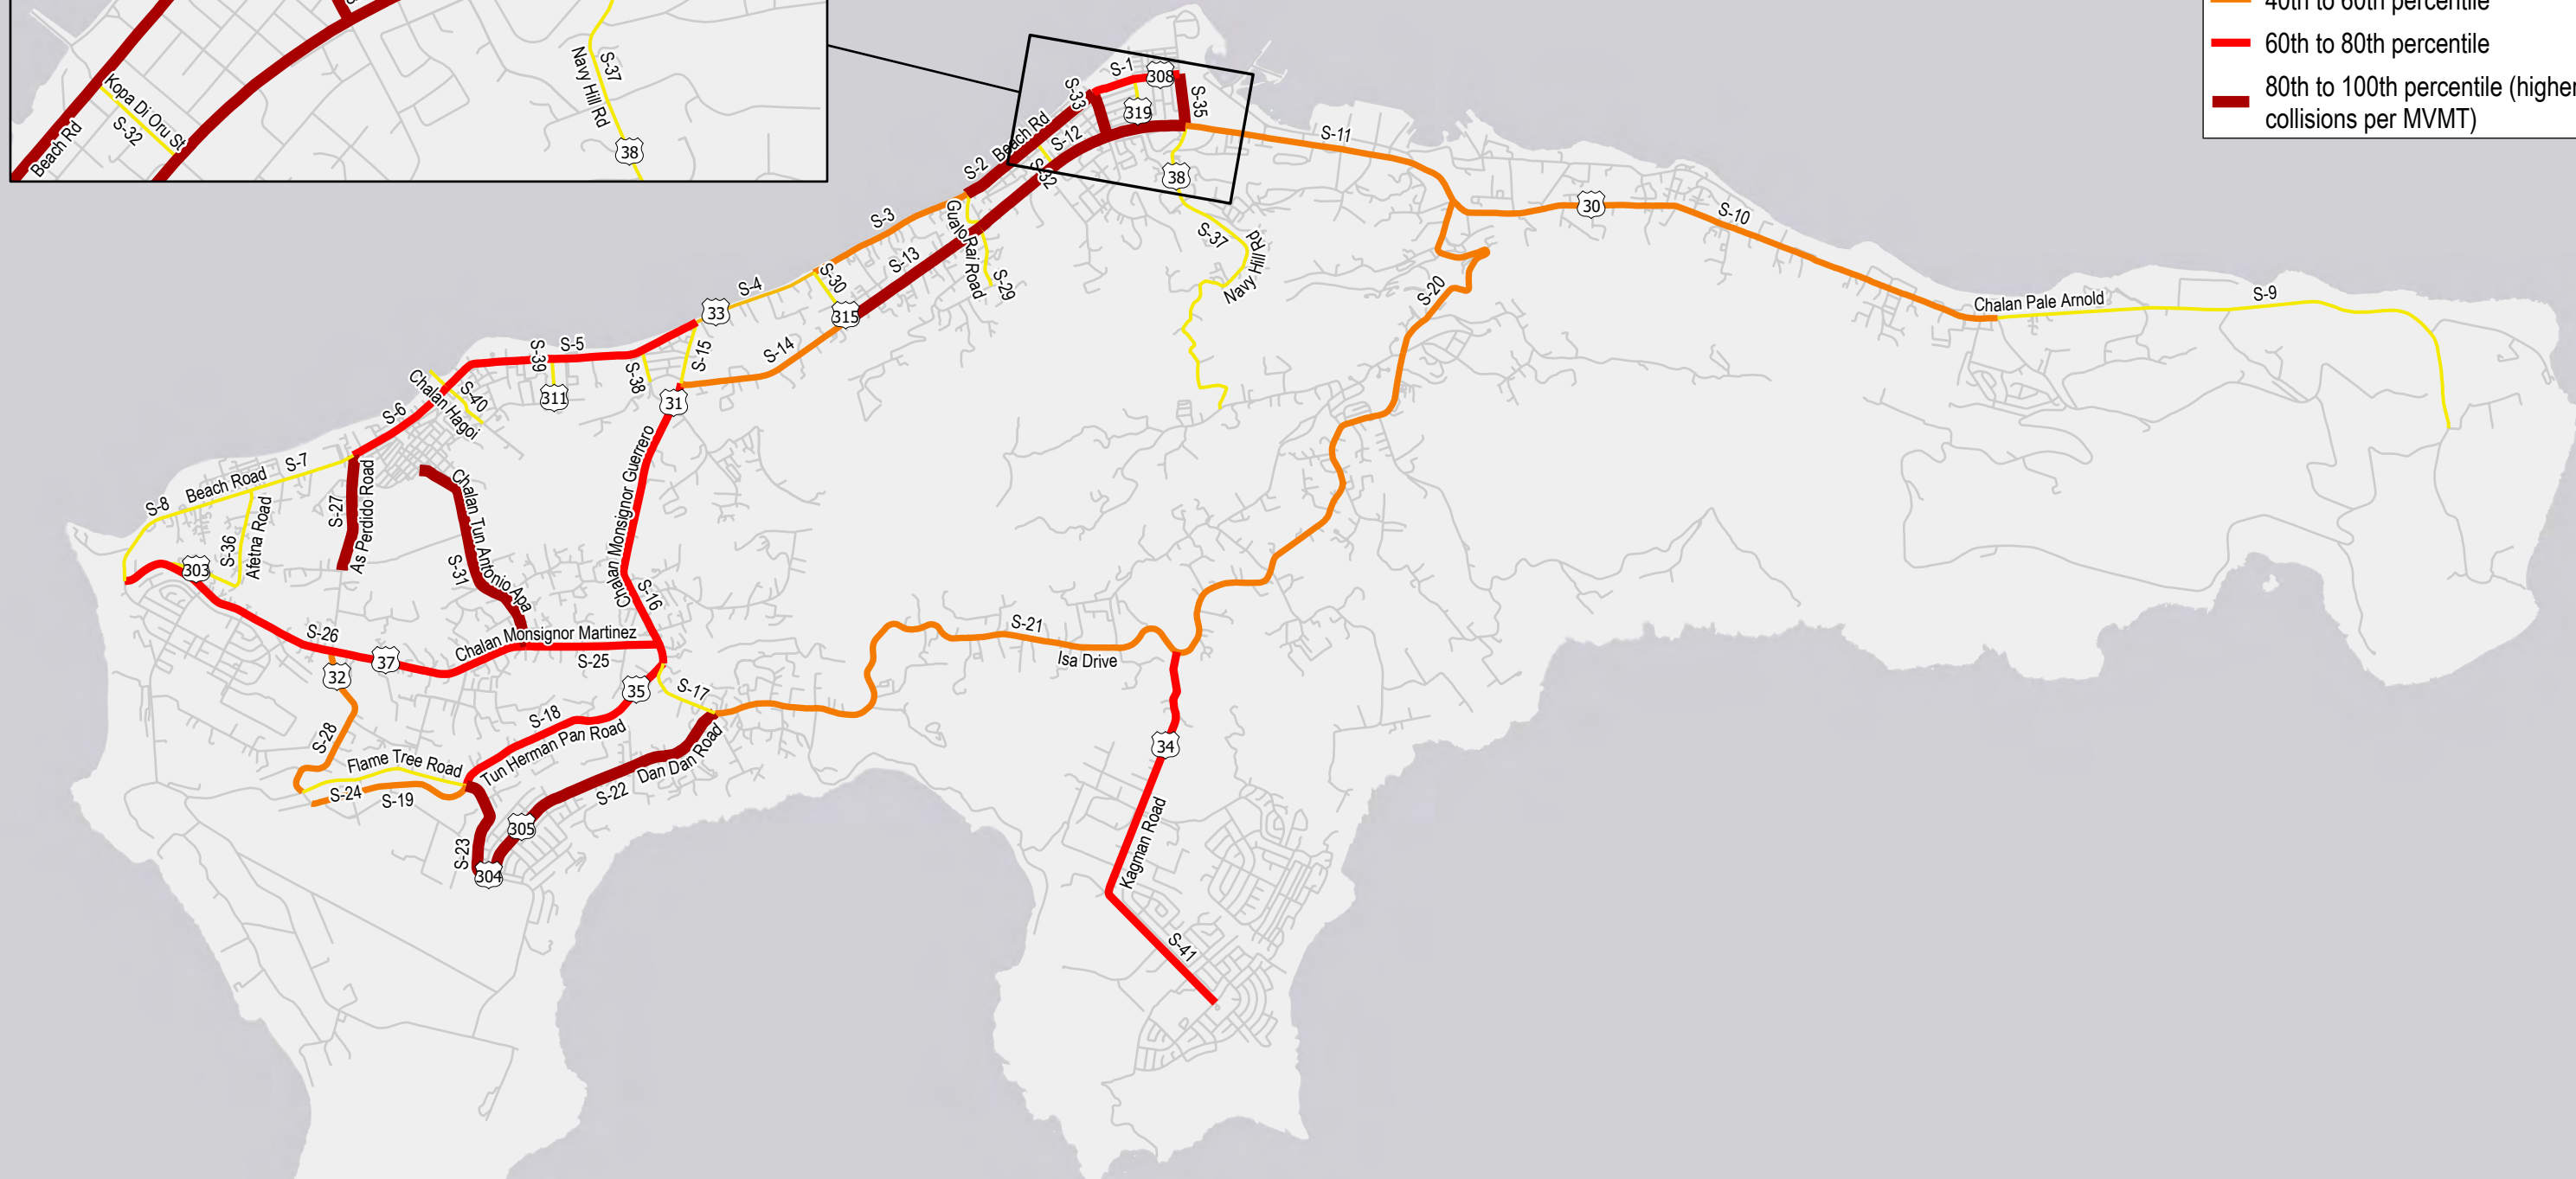 S-37
Navy Hill Rd
38
Kopa Di Oru St
S-32
Beach Rd
40th to 60th percentile
60th to 80th percentile
80th to 100th percentile (higher
collisions per MVMT)
S-1
308
S-33
319
S-35
Beach Rd
S-12
S-2
S-32
38
S-11
S-3
Gualo Rai Road
S-13
S-29
S-37
Navy Hill Rd
30
S-10
S-20
Chalan Pale Arnold
S-9
S-4
S-30
33
315
S-15
S-14
S-5
S-39
S-38
311
31
Chalan Hagoi
S-40
S-6
S-7
Beach Road
S-8
S-27
As Perdido Road
S-36
Afetna Road
303
Chalan Tun Antonio Apa
S-31
Chalan Monsignor Guerrero
S-16
S-26
37
Chalan Monsignor Martinez
S-25
32
35
S-17
S-21
Isa Drive
S-28
S-18
Tun Herman Pan Road
Flame Tree Road
S-24
S-19
Dan Dan Road
S-22
305
S-23
304
34
Kagman Road
S-41